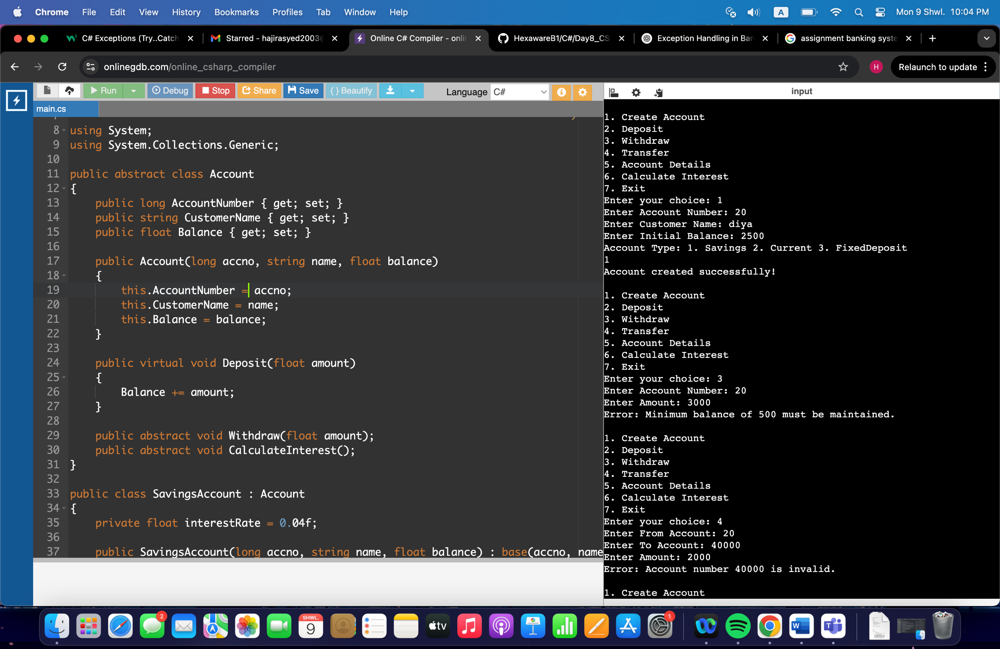 Chrome File Edit View History Bookmarks Profiles Tab Window Help A Mon 9 Shwl. 10:04 PM
C# Exceptions (Try..Catch Starred - hajirasyed2003@ Online C# Compiler - onlin HexawareB1/C#/Day8_CS Exception Handling in Ban assignment banking syste
onlinegdb.com/online_csharp_compiler H Relaunch to update
Run Debug Stop Share Save {} Beautify Language C#
input
main.cs
8 using System;
9 using System.Collections.Generic;
10
11 public abstract class Account
12 {
13 public long AccountNumber { get; set; }
14 public string CustomerName { get; set; }
15 public float Balance { get; set; }
16
17 public Account(long accno, string name, float balance)
18 {
19 this.AccountNumber = accno;
20 this.CustomerName = name;
21 this.Balance = balance;
22 }
23
24 public virtual void Deposit(float amount)
25 {
26 Balance += amount;
27 }
28
29 public abstract void Withdraw(float amount);
30 public abstract void CalculateInterest();
31 }
32
33 public class SavingsAccount : Account
34 {
35 private float interestRate = 0.04f;
36
37 public SavingsAccount(long accno, string name, float balance) : base(accno, name
1. Create Account
2. Deposit
3. Withdraw
4. Transfer
5. Account Details
6. Calculate Interest
7. Exit
Enter your choice: 1
Enter Account Number: 20
Enter Customer Name: diya
Enter Initial Balance: 2500
Account Type: 1. Savings 2. Current 3. FixedDeposit
1
Account created successfully!
1. Create Account
2. Deposit
3. Withdraw
4. Transfer
5. Account Details
6. Calculate Interest
7. Exit
Enter your choice: 3
Enter Account Number: 20
Enter Amount: 3000
Error: Minimum balance of 500 must be maintained.
1. Create Account
2. Deposit
3. Withdraw
4. Transfer
5. Account Details
6. Calculate Interest
7. Exit
Enter your choice: 4
Enter From Account: 20
Enter To Account: 40000
Enter Amount: 2000
Error: Account number 40000 is invalid.
1. Create Account
2
SHWL.
9
tv
1
W
T
DOCX